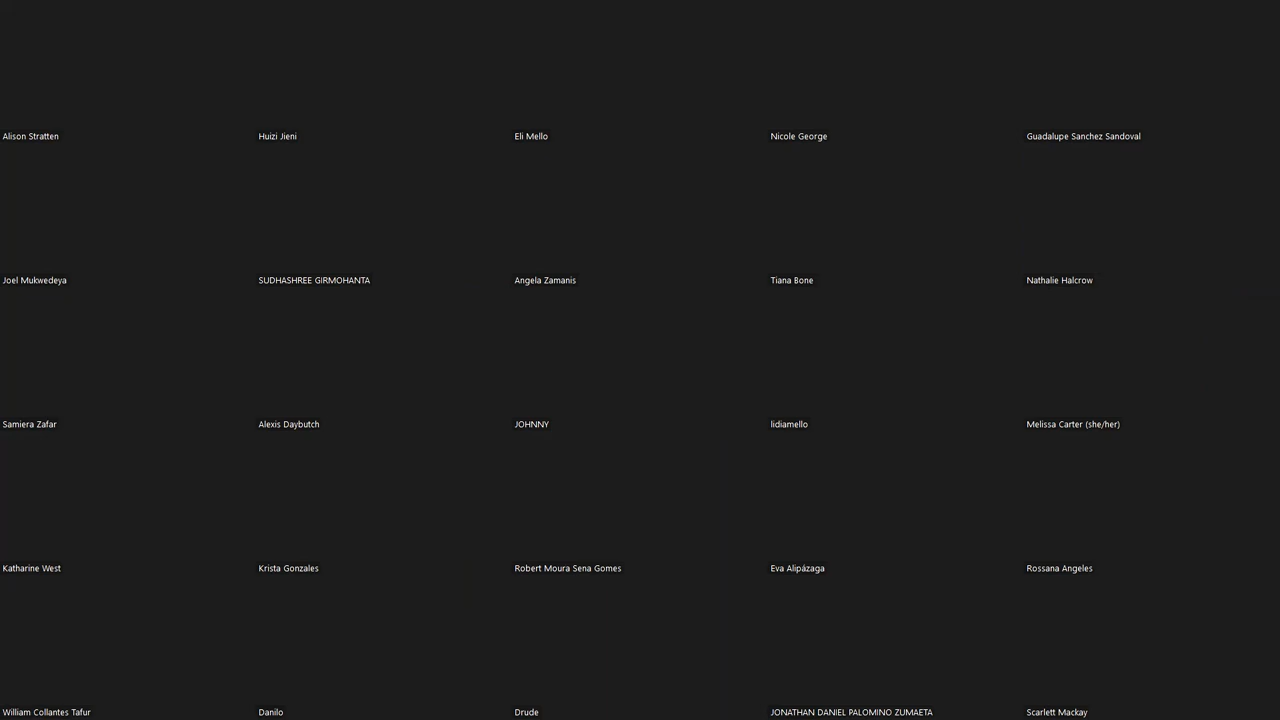 Alison Stratten
Huizi Jieni
Eli Mello
Nicole George
Guadalupe Sanchez Sandoval
Joel Mukwedeya
SUDHASHREE GIRMOHANTA
Angela Zamanis
Tiana Bone
Nathalie Halcrow
Samiera Zafar
Alexis Daybutch
JOHNNY
lidiamello
Melissa Carter (she/her)
Katharine West
Krista Gonzales
Robert Moura Sena Gomes
Eva Alipázaga
Rossana Angeles
William Collantes Tafur
Danilo
Drude
JONATHAN DANIEL PALOMINO ZUMAETA
Scarlett Mackay